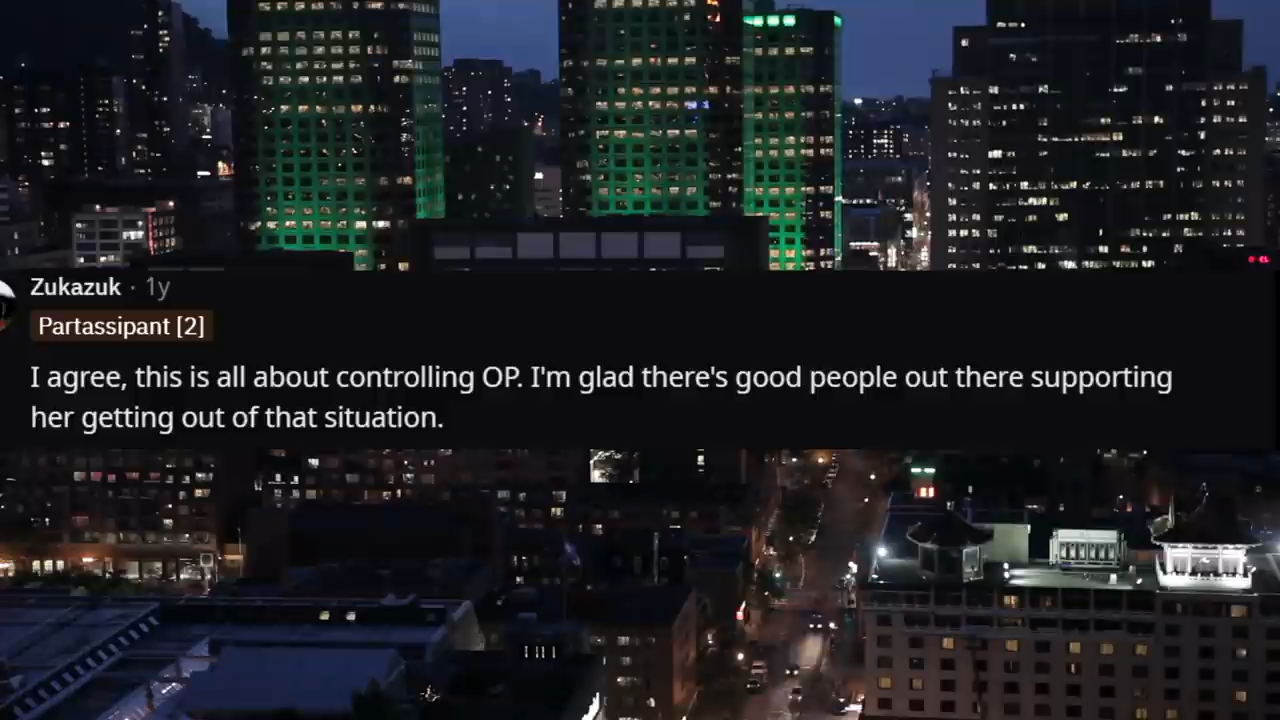 Zukazuk · 1y
Partassipant [2]
I agree, this is all about controlling OP. I'm glad there's good people out there supporting
her getting out of that situation.